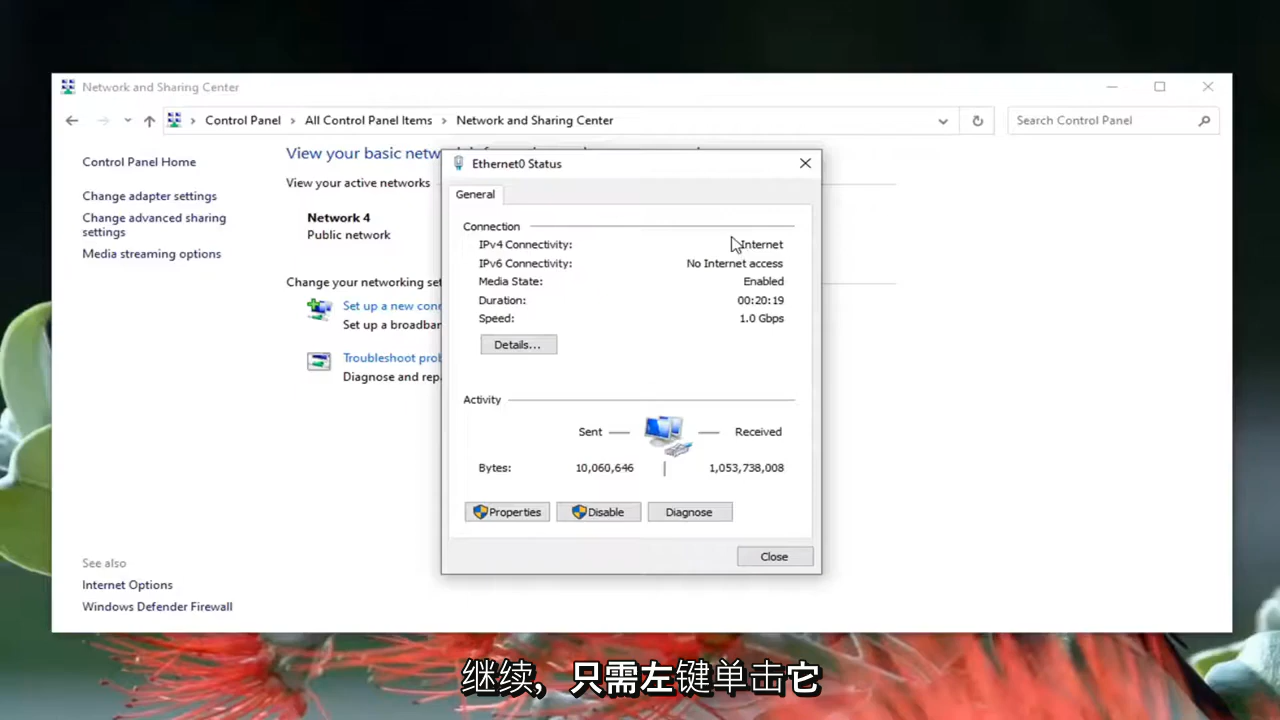 Network and Sharing Center
Control Panel
All Control Panel Items
Network and Sharing Center
Search Control Panel
Control Panel Home
Change adapter settings
Change advanced sharing
settings
Media streaming options
See also
Internet Options
Windows Defender Firewall
View your basic netw
View your active networks
Network 4
Public network
Change your networking set
Set up a new conn
Set up a broadban
Troubleshoot prob
Diagnose and repa
Ethernet0 Status
General
Connection
IPv4 Connectivity: Internet
IPv6 Connectivity: No Internet access
Media State: Enabled
Duration: 00:20:19
Speed: 1.0 Gbps
Details...
Activity
Sent Received
Bytes: 10,060,646 1,053,738,008
Properties Disable Diagnose
Close
继续，只需左键单击它